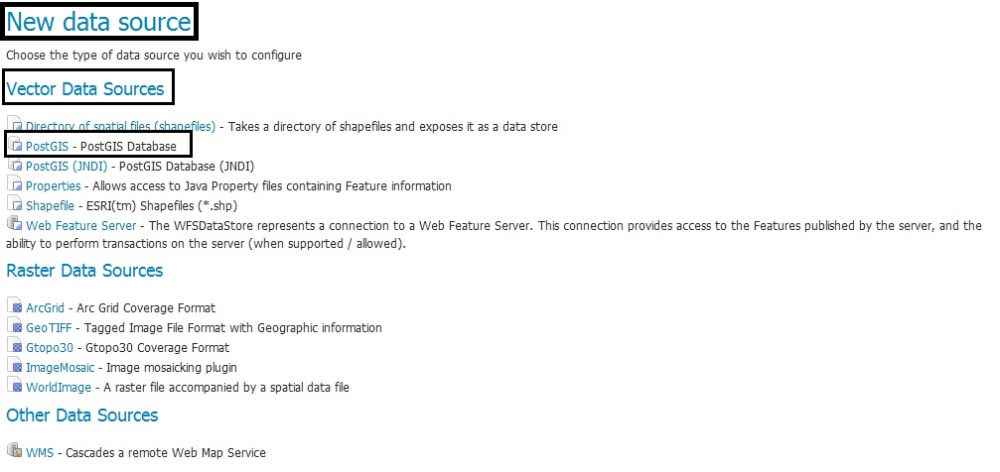 New data source
Choose the type of data source you wish to configure
Vector Data Sources
Directory of spatial files (shapefiles) - Takes a directory of shapefiles and exposes it as a data store
PostGIS - PostGIS Database
PostGIS (JNDI) - PostGIS Database (JNDI)
Properties - Allows access to Java Property files containing Feature information
Shapefile - ESRI(tm) Shapefiles (*.shp)
Web Feature Server - The WFSDataStore represents a connection to a Web Feature Server. This connection provides access to the Features published by the server, and the
ability to perform transactions on the server (when supported / allowed).
Raster Data Sources
ArcGrid - Arc Grid Coverage Format
GeoTIFF - Tagged Image File Format with Geographic information
Gtopo30 - Gtopo30 Coverage Format
ImageMosaic - Image mosaicking plugin
WorldImage - A raster file accompanied by a spatial data file
Other Data Sources
WMS - Cascades a remote Web Map Service